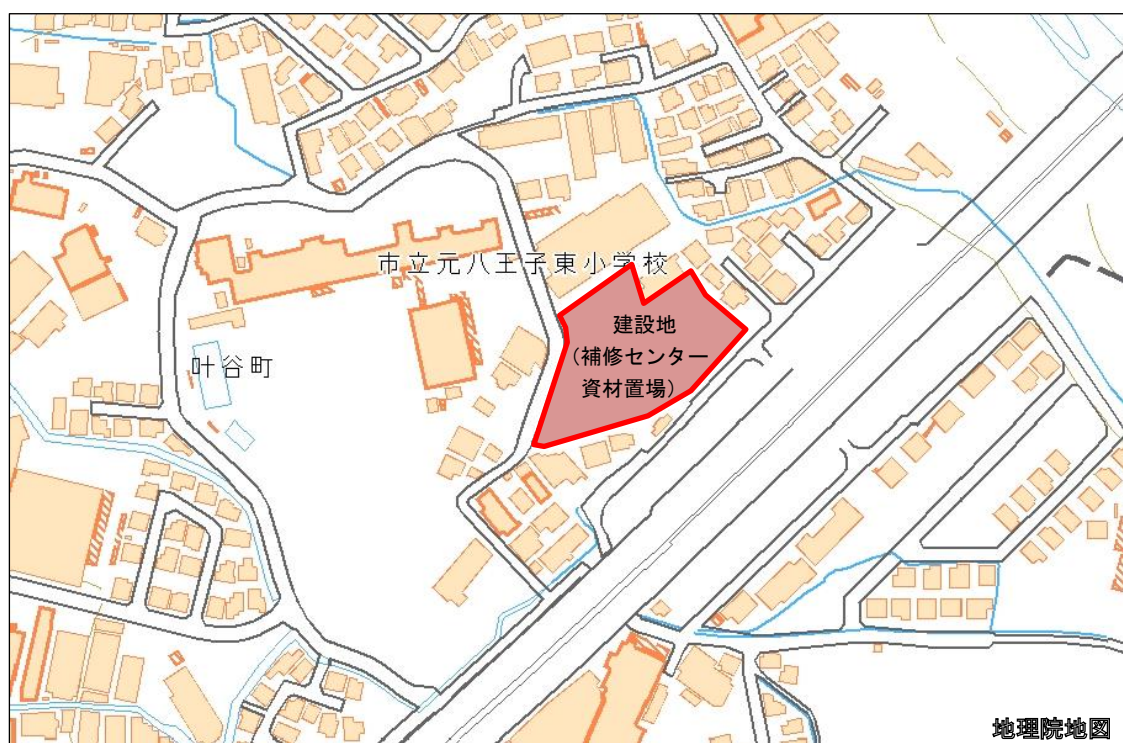 市立元八王子東小学校
建設地
(補修センター
資材置場)
叶谷町
地理院地図